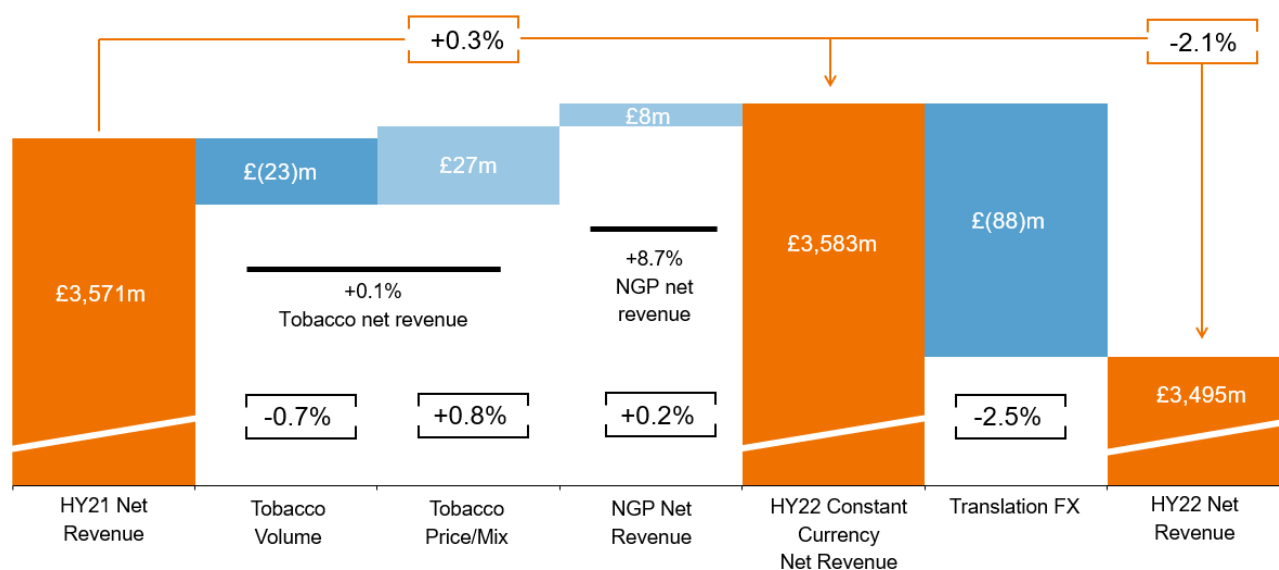 +0.3%
-2.1%
£8m
£(23)m
£27m
£(88)m
£3,583m
+8.7%
NGP net
revenue
£3,571m
+0.1%
Tobacco net revenue
£3,495m
-0.7%
+0.8%
+0.2%
-2.5%
HY21 Net
Revenue
Tobacco
Volume
Tobacco
Price/Mix
NGP Net
Revenue
HY22 Constant
Currency
Net Revenue
Translation FX
HY22 Net
Revenue